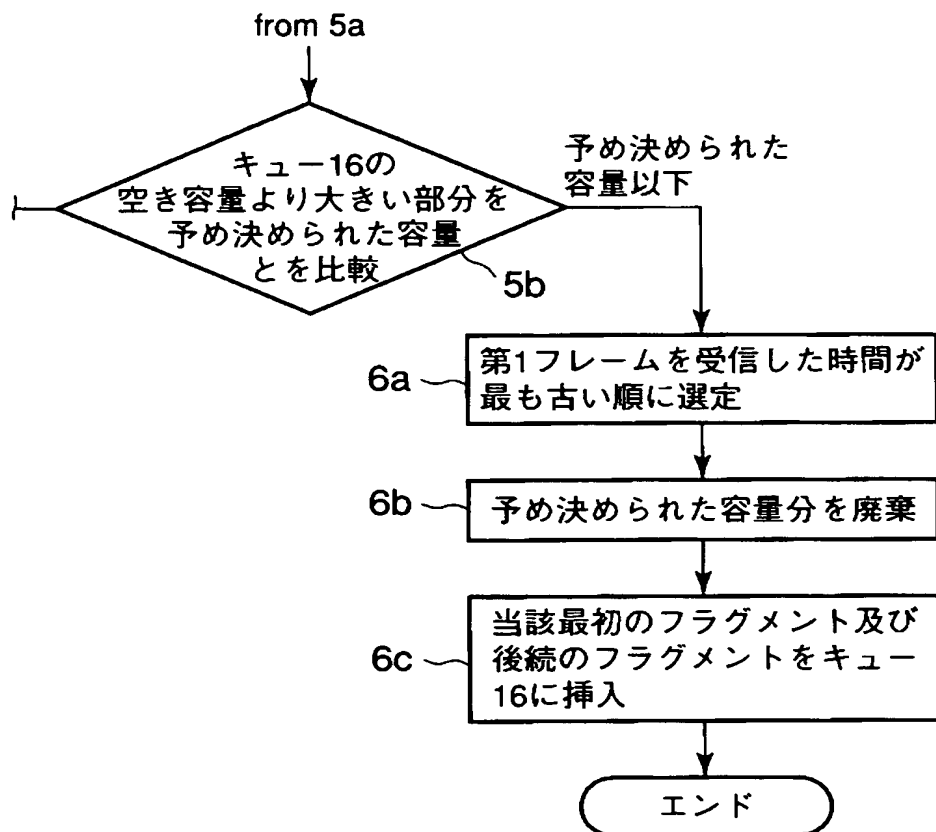 from 5a
キュー16の
空き容量より大きい部分を
予め決められた容量
とを比較
5b
予め決められた
容量以下
6a
第1フレームを受信した時間が
最も古い順に選定
6b
予め決められた容量分を廃棄
6c
当該最初のフラグメント及び
後続のフラグメントをキュー
16に挿入
エンド